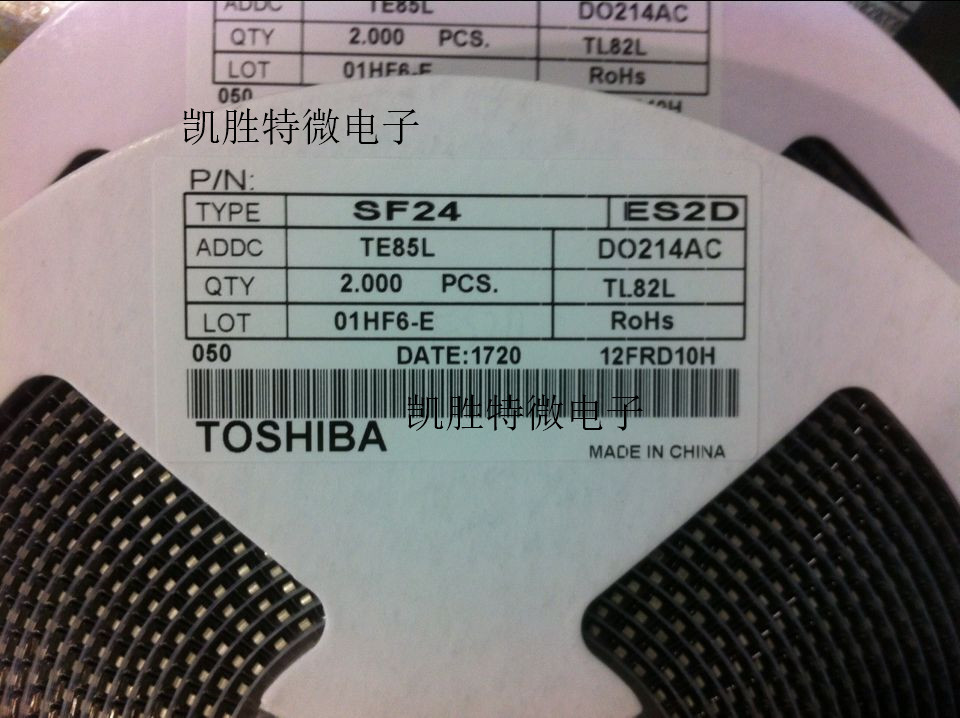 ADDC TE85L DO214AC
QTY 2.000 PCS. TL82L
LOT 01HF6-E RoHs
050
凯胜特微电子
P/N:
TYPE SF24 ES2D
ADDC TE85L DO214AC
QTY 2.000 PCS. TL82L
LOT 01HF6-E RoHs
050 DATE:1720 12FRD10H
凯胜特微电子
TOSHIBA
MADE IN CHINA